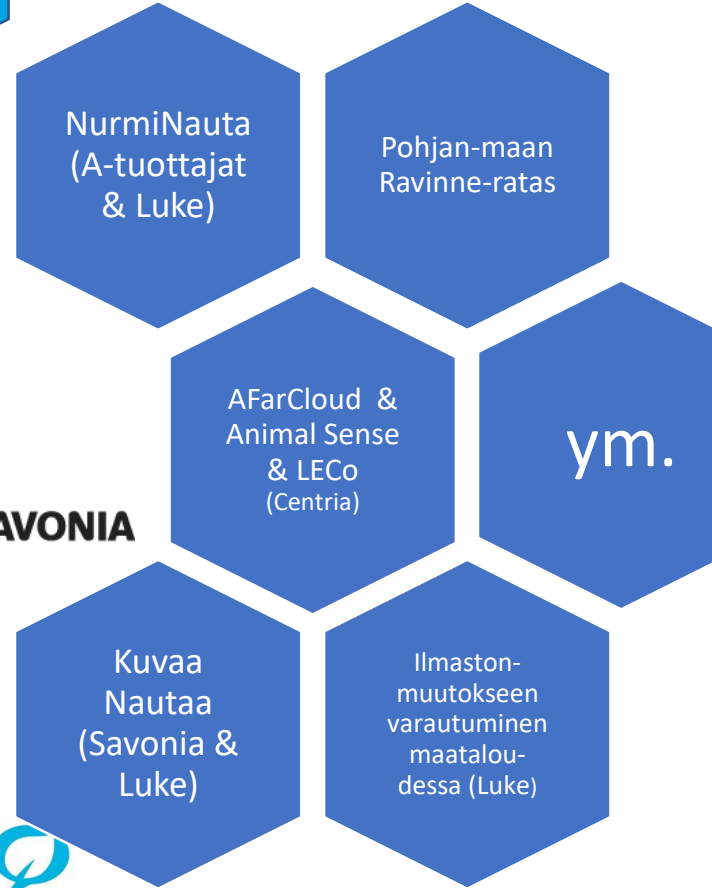 NurmiNauta
(A-tuottajat
& Luke)
Pohjan-maan
Ravinne-ratas
AFarCloud &
Animal Sense
& LECo
(Centria)
ym.
AVONIA
Kuvaa
Nautaa
(Savonia &
Luke)
Ilmaston-
muutokseen
varautuminen
maatalou-
dessa (Luke)